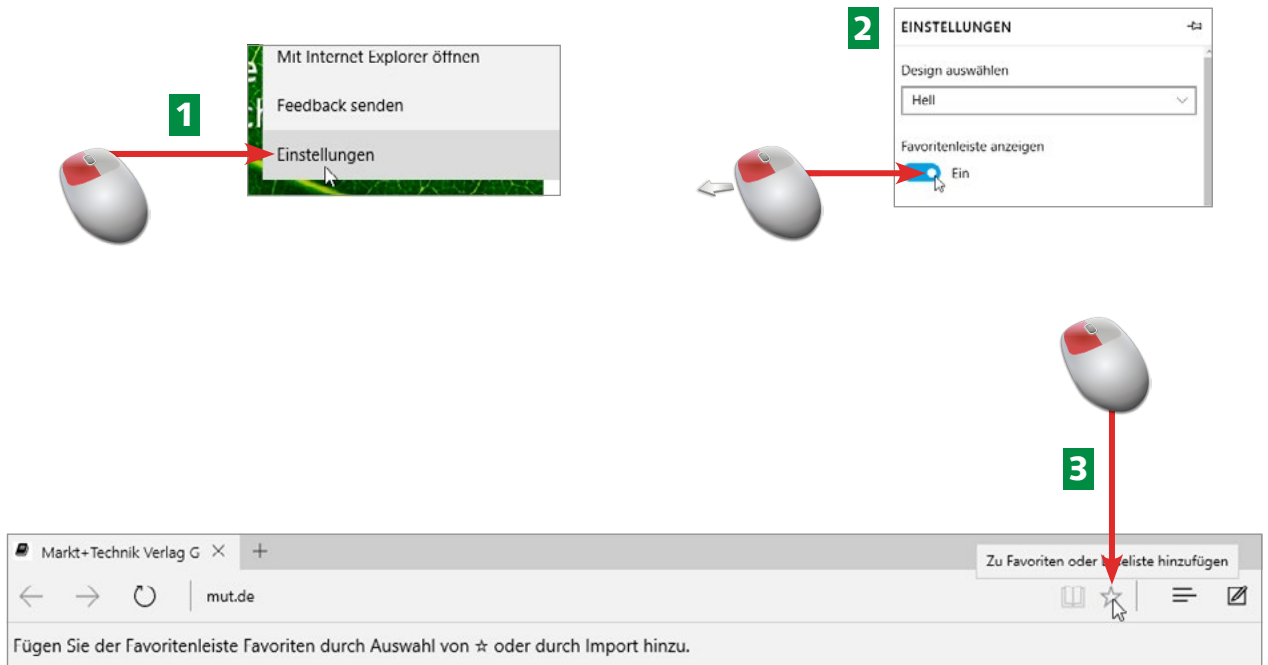 1
Mit Internet Explorer öffnen
Feedback senden
Einstellungen
2
EINSTELLUNGEN
Design auswählen
Hell
Favoritenleiste anzeigen
Ein
3
Markt+Technik Verlag G
Zu Favoriten oder hinzufügen
mut.de
Fügen Sie der Favoritenleiste Favoriten durch Auswahl von ☆ oder durch Import hinzu.